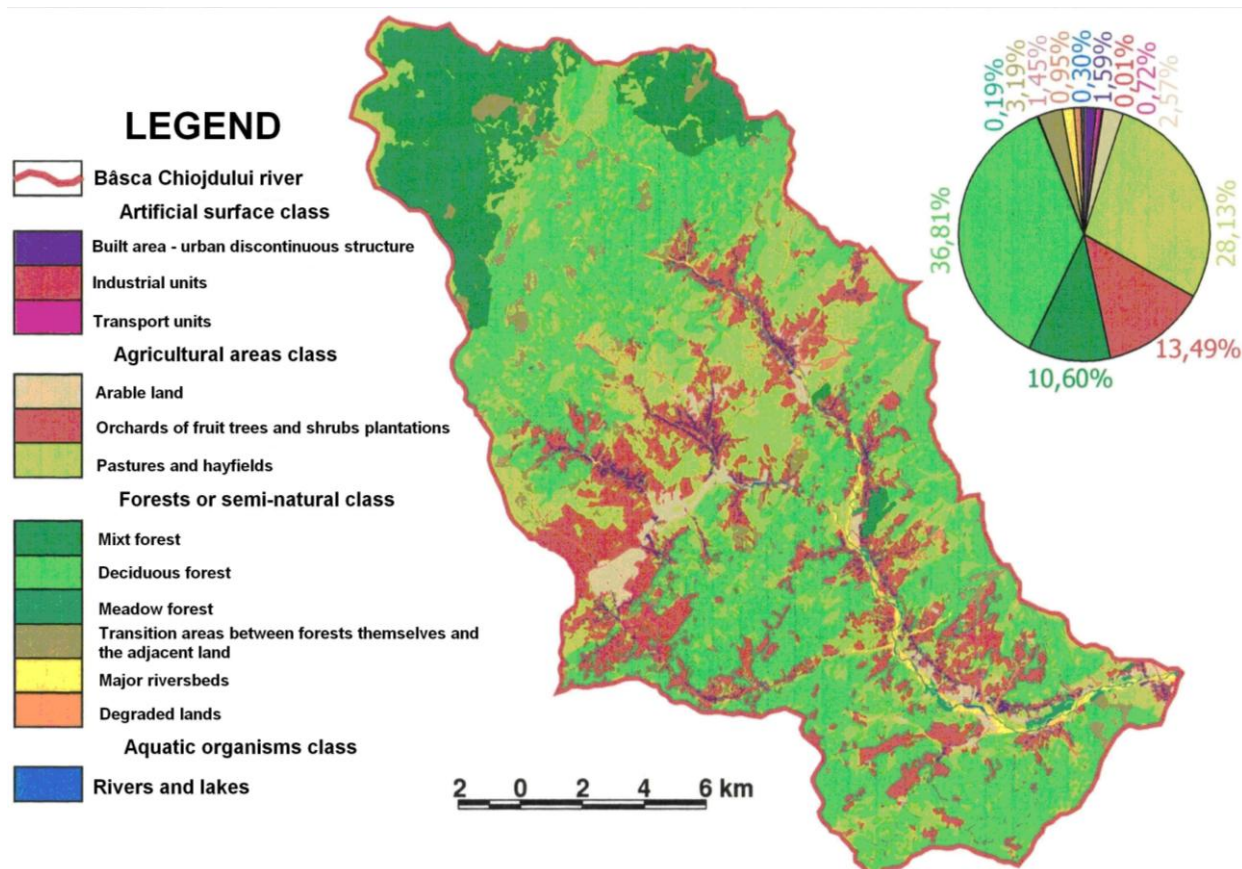 LEGEND
Bâsca Chiojdului river
Artificial surface class
Built area - urban discontinuous structure
Industrial units
Transport units
Agricultural areas class
Arable land
Orchards of fruit trees and shrubs plantations
Pastures and hayfields
Forests or semi-natural class
Mixt forest
Deciduous forest
Meadow forest
Transition areas between forests themselves and
the adjacent land
Major riversbeds
Degraded lands
Aquatic organisms class
Rivers and lakes
2 0 2 4 6 km
0,19%
3,19%
1,45%
0,95%
0,30%
1,59%
0,01%
0,72%
2,57%
28,13%
13,49%
10,60%
36,81%